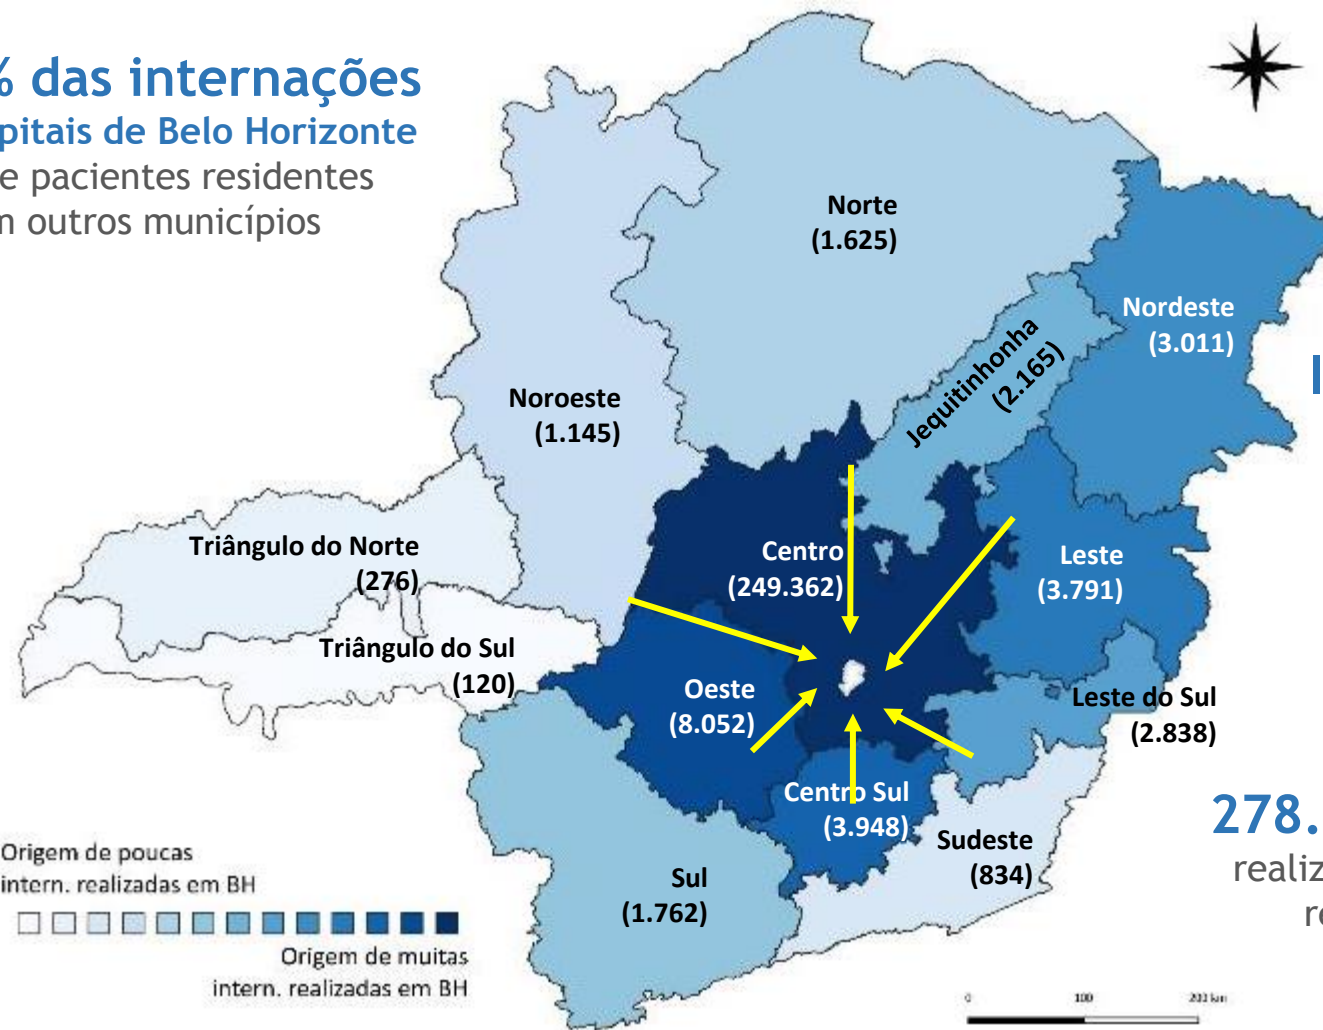 % das internações
pitais de Belo Horizonte
e pacientes residentes
outros municípios
Norte
(1.625)
Nordeste
(3.011)
Jequitinhonha
(2.165)
Noroeste
(1.145)
Triângulo do Norte
(276)
Centro
(249.362)
Leste
(3.791)
Triângulo do Sul
(120)
Oeste
(8.052)
Leste do Sul
(2.838)
Centro Sul
(3.948)
Sudeste
(834)
Sul
(1.762)
278.
realiz
re
Origem de poucas
intern. realizadas em BH
Origem de muitas
intern. realizadas em BH
0 100 200 km